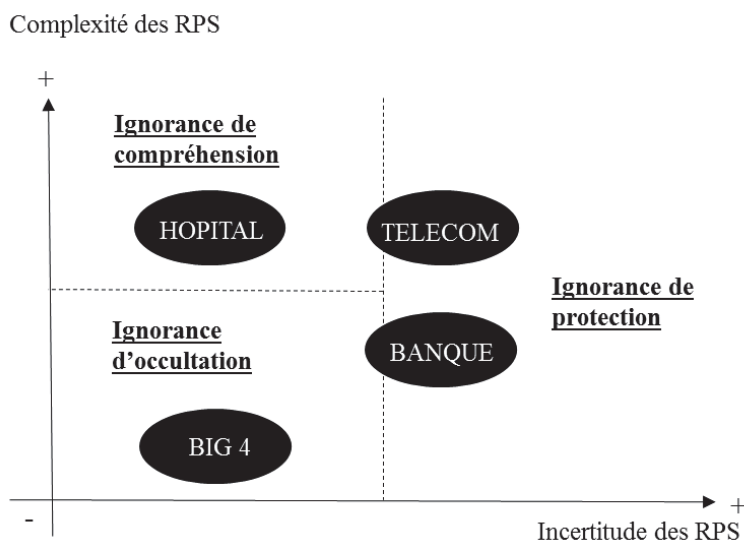 Complexité des RPS
+
Ignorance de
compréhension
HOPITAL
TELECOM
Ignorance de
protection
Ignorance
d’occultation
BANQUE
BIG 4
-
+
Incertitude des RPS